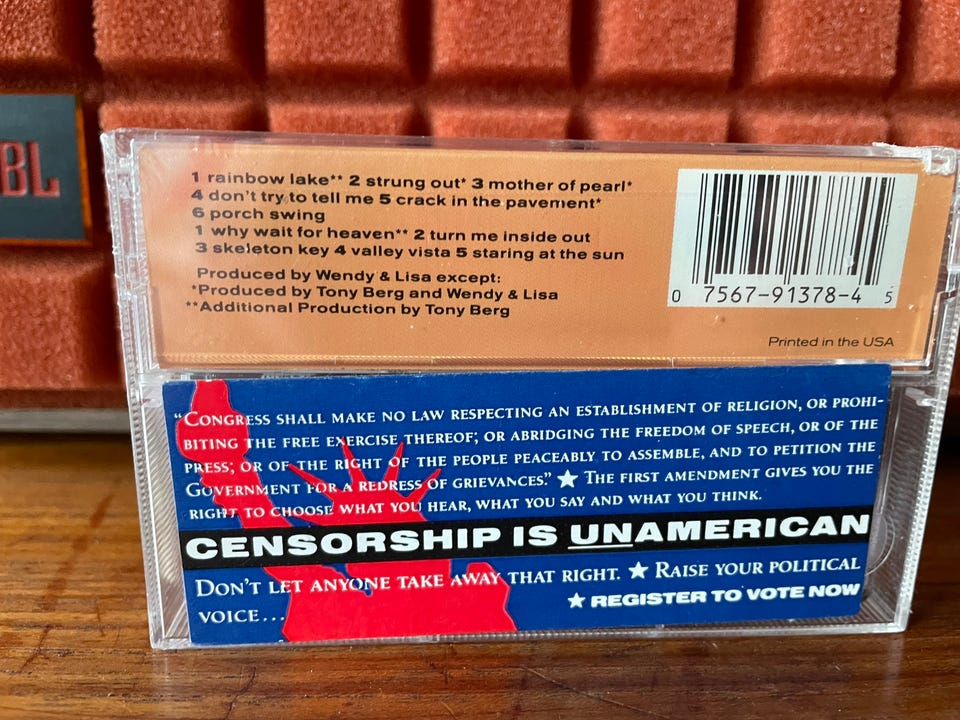 BL
1 rainbow lake** 2 strung out* 3 mother of pearl*
4 don't try to tell me 5 crack in the pavement*
6 porch swing
1 why wait for heaven** 2 turn me inside out
3 skeleton key 4 valley vista 5 staring at the sun
Produced by Wendy & Lisa except:
*Produced by Tony Berg and Wendy & Lisa
**Additional Production by Tony Berg
0 7567-91378-4 5
Printed in the USA
"Congress shall make no law respecting an establishment of religion, or prohi-
biting the free exercise thereof; or abridging the freedom of speech, or of the
press; or of the right of the people peaceably to assemble, and to petition the
Government for a redress of grievances." ★ The first amendment gives you the
right to choose what you hear, what you say and what you think.
CENSORSHIP IS UNAMERICAN
Don't let anyone take away that right. ★ Raise your political
voice...
★ REGISTER TO VOTE NOW